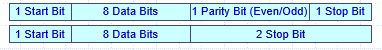 1 Start Bit 8 Data Bits 1 Parity Bit (Even/Odd) 1 Stop Bit
1 Start Bit 8 Data Bits 2 Stop Bit